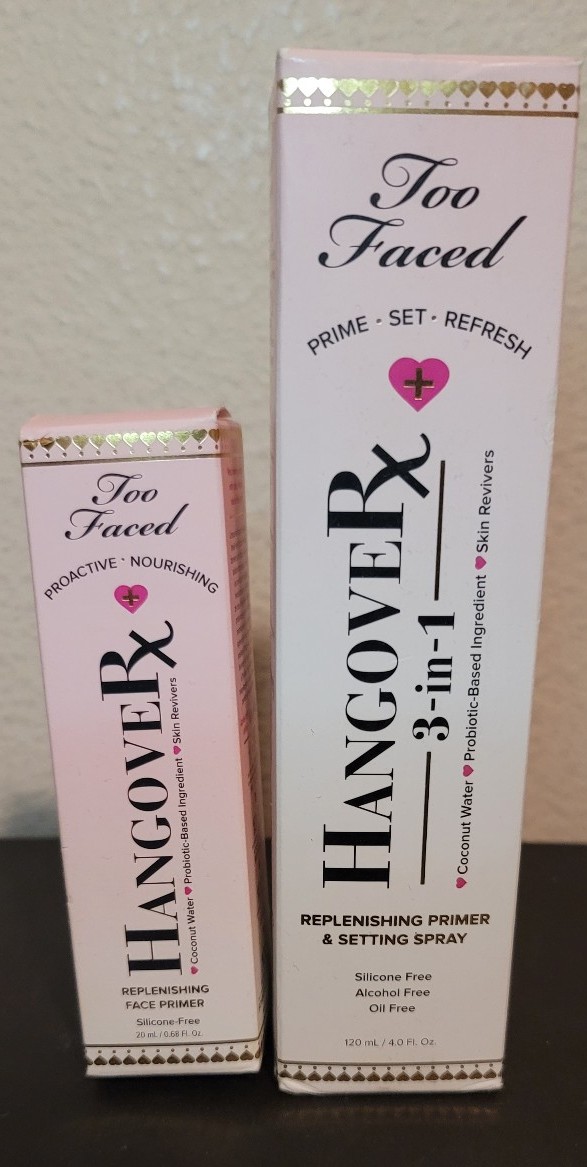 Too
Faced
PROACTIVE · NOURISHING
HANGOVERx
♥Coconut Water ♥Probiotic-Based Ingredient ♥Skin Revivers
REPLENISHING
FACE PRIMER
Silicone-Free
20 mL / 0.68 Fl. Oz.
Too
Faced
PRIME · SET · REFRESH
HANGOVERx
3-in-1
♥Coconut Water ♥Probiotic-Based Ingredient ♥Skin Revivers
REPLENISHING PRIMER
& SETTING SPRAY
Silicone Free
Alcohol Free
Oil Free
120 mL / 4.0 Fl. Oz.